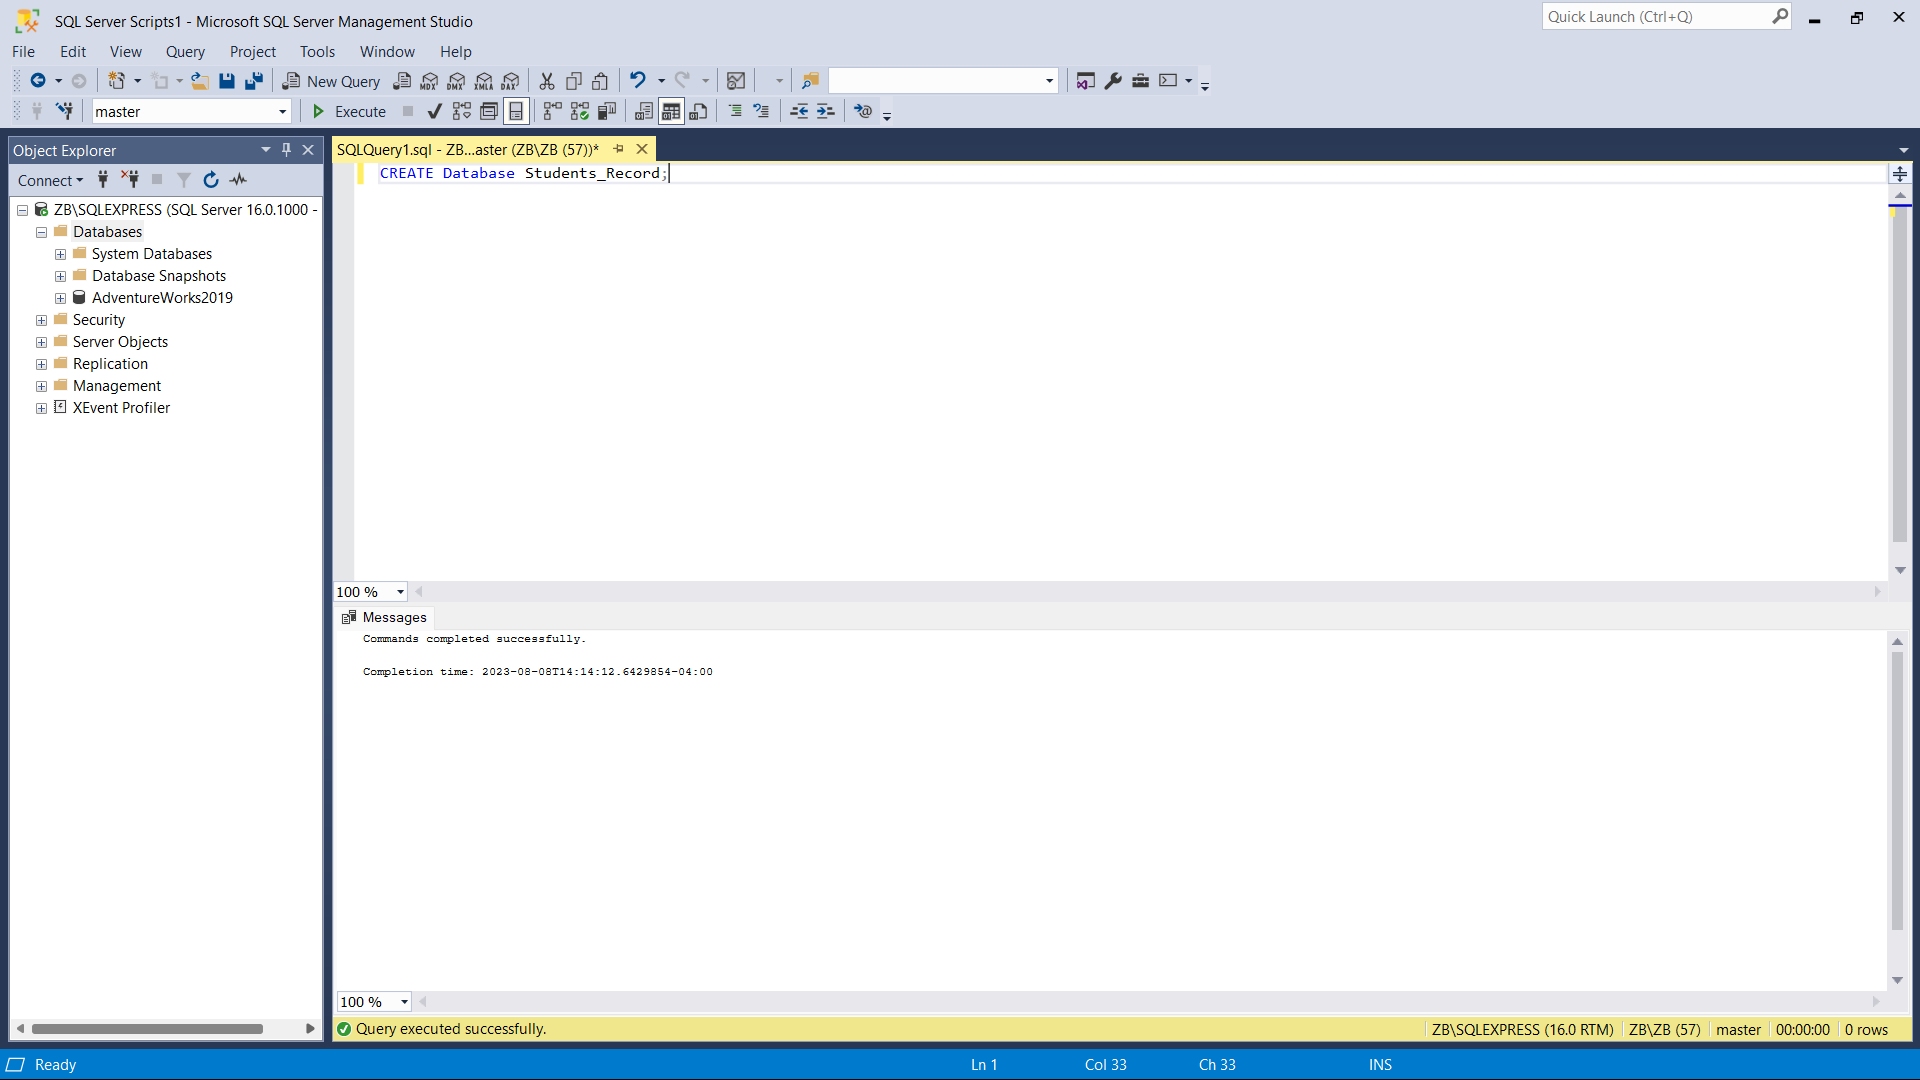 SQL Server Scripts1 - Microsoft SQL Server Management Studio
Quick Launch (Ctrl+Q)
File Edit View Query Project Tools Window Help
New Query MDX DMX XMLA DAX
master Execute
Object Explorer
SQLQuery1.sql - ZB...aster (ZB\ZB (57))*
Connect
CREATE Database Students_Record;
ZB\SQLEXPRESS (SQL Server 16.0.1000 -
Databases
System Databases
Database Snapshots
AdventureWorks2019
Security
Server Objects
Replication
Management
XEvent Profiler
100 %
Messages
Commands completed successfully.
Completion time: 2023-08-08T14:14:12.6429854-04:00
100 %
Query executed successfully.
ZB\SQLEXPRESS (16.0 RTM) ZB\ZB (57) master 00:00:00 0 rows
Ready Ln 1 Col 33 Ch 33 INS